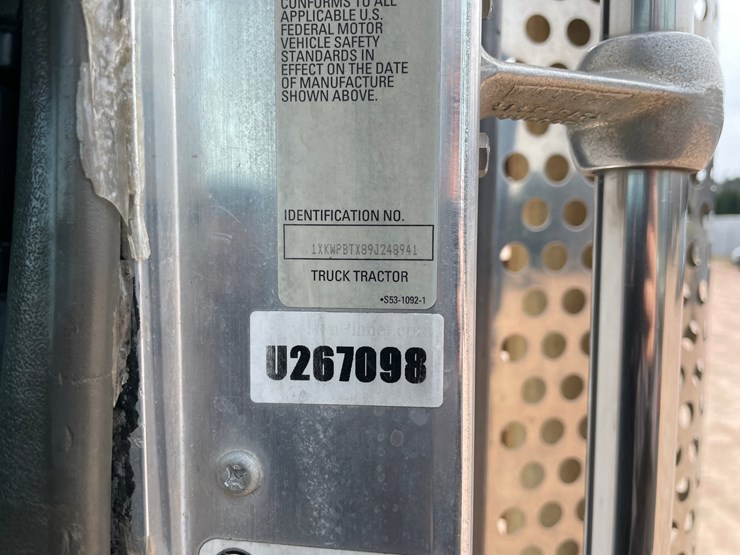 CONFORMS TO ALL
APPLICABLE U.S.
FEDERAL MOTOR
VEHICLE SAFETY
STANDARDS IN
EFFECT ON THE DATE
OF MANUFACTURE
SHOWN ABOVE.
IDENTIFICATION NO.
1XKWPBTX89J248941
TRUCK TRACTOR
•S53-1092-1
U267098